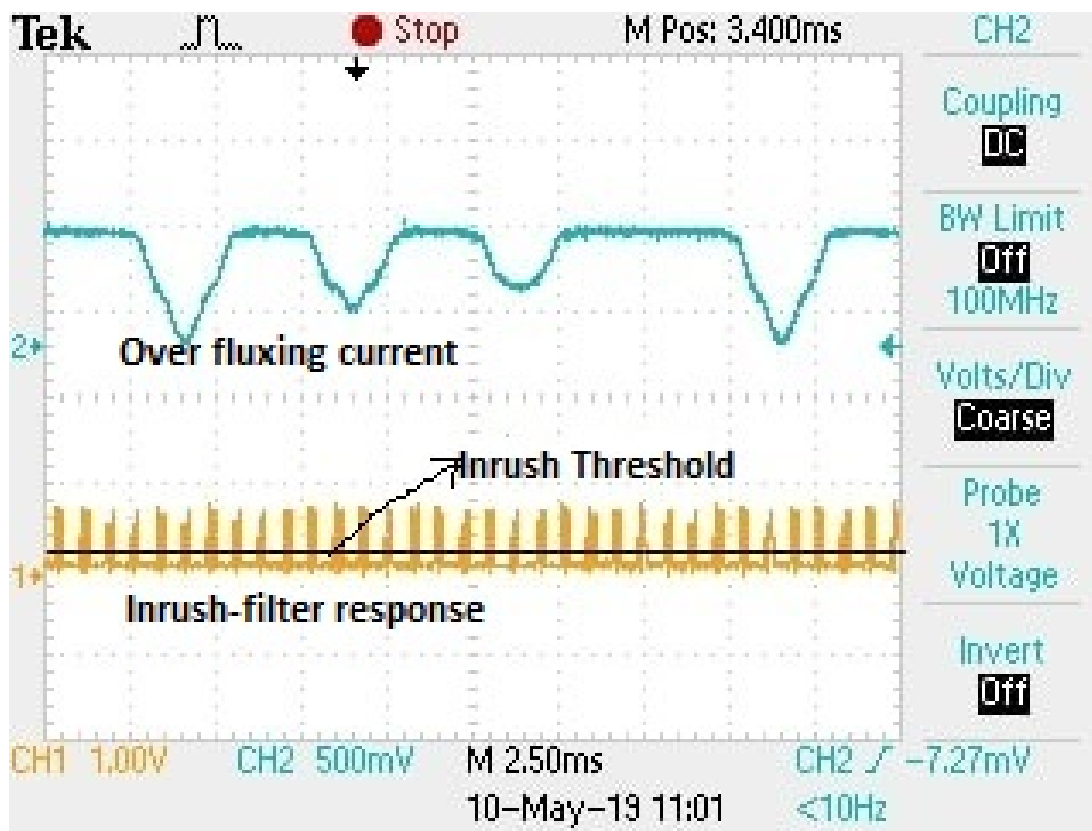 Tek Stop M Pos: 3.400ms CH2
Coupling
DC
BW Limit
Off
100MHz
2
Over fluxing current
Volts/Div
Coarse
Inrush Threshold
Probe
1X
Voltage
1
Inrush-filter response
Invert
Off
CH1 1.00V CH2 500mV M 2.50ms CH2 -7.27mV
10-May-19 11:01 <10Hz